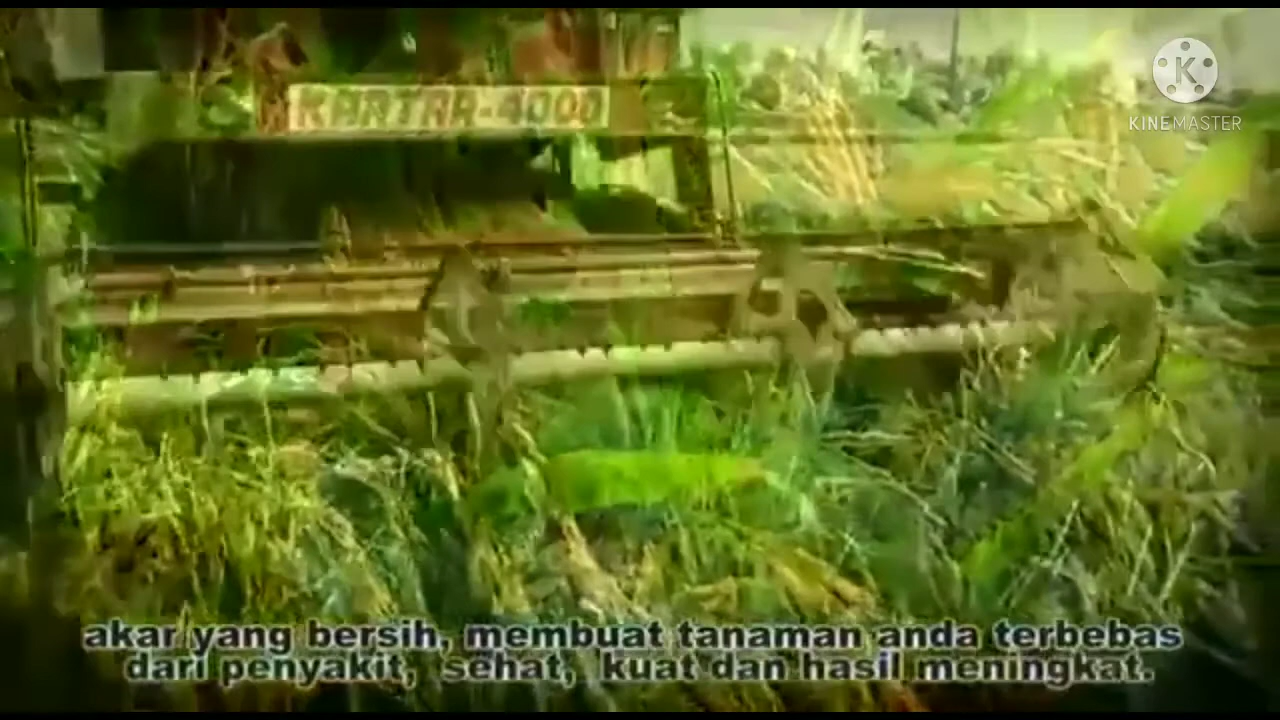 KARTAR-4000
K
KINEMASTER
akar yang bersih, membuat tanaman anda terbebas
dari penyakit, sehat, kuat dan hasil meningkat.